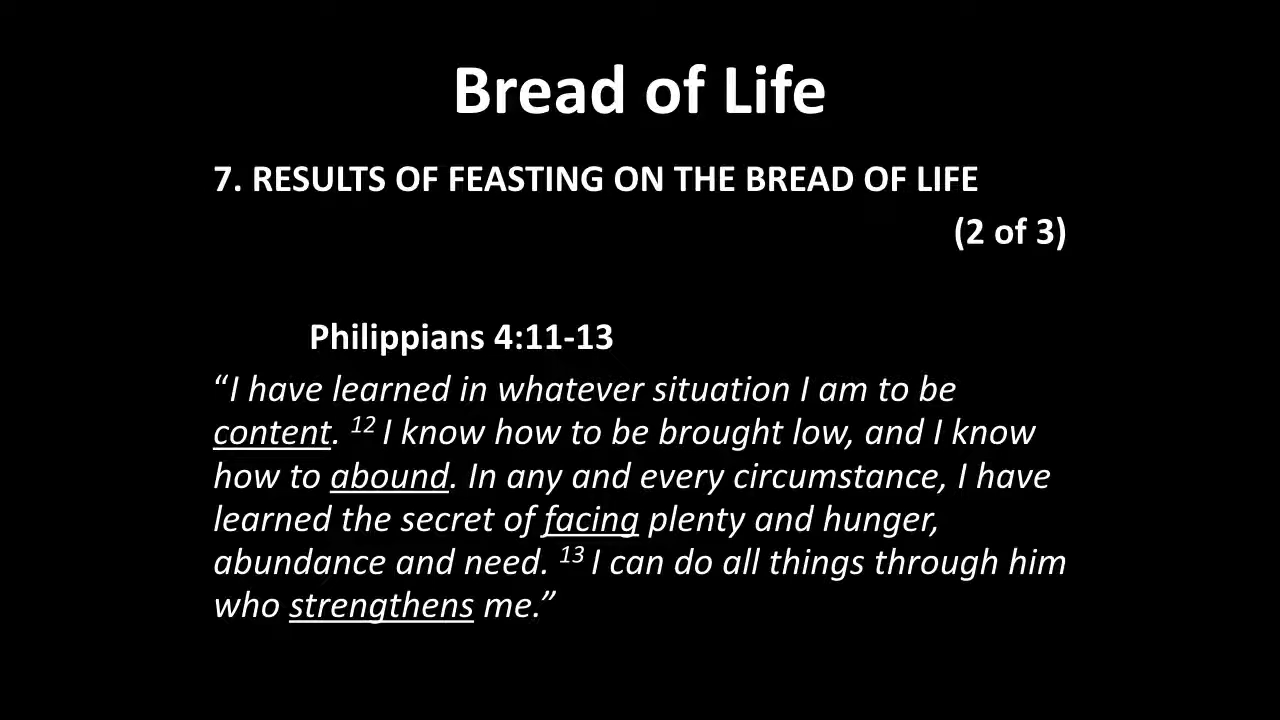 Bread of Life
7. RESULTS OF FEASTING ON THE BREAD OF LIFE
(2 of 3)
Philippians 4:11-13
“I have learned in whatever situation I am to be
content. 12 I know how to be brought low, and I know
how to abound. In any and every circumstance, I have
learned the secret of facing plenty and hunger,
abundance and need. 13 I can do all things through him
who strengthens me.”